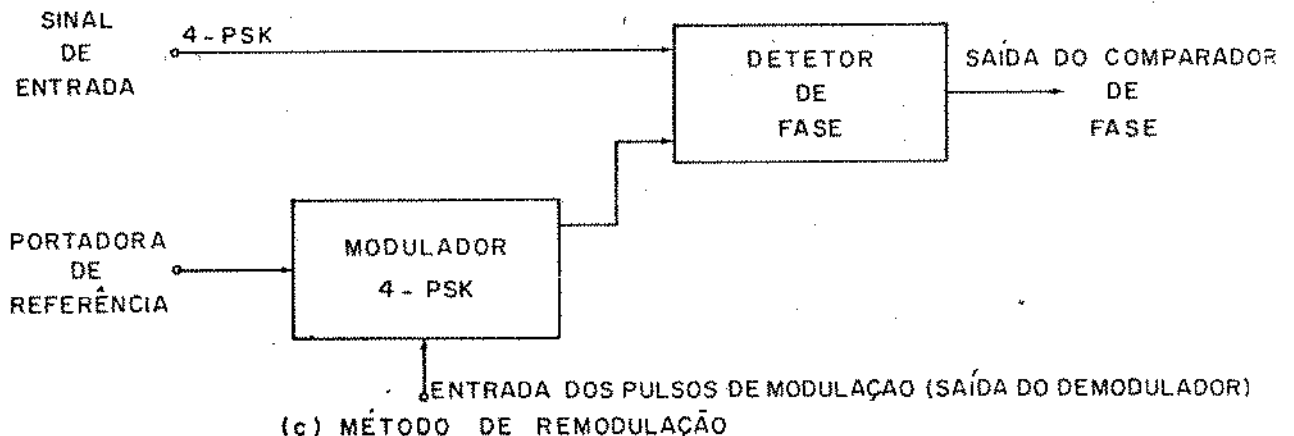 SINAL
DE
ENTRADA
4-PSK
DETETOR
DE
FASE
SAÍDA DO COMPARADOR
DE
FASE
PORTADORA
DE
REFERÊNCIA
MODULADOR
4 - PSK
ENTRADA DOS PULSOS DE MODULAÇAO (SAÍDA DO DEMODULADOR)
(c) MÉTODO DE REMODULAÇÃO